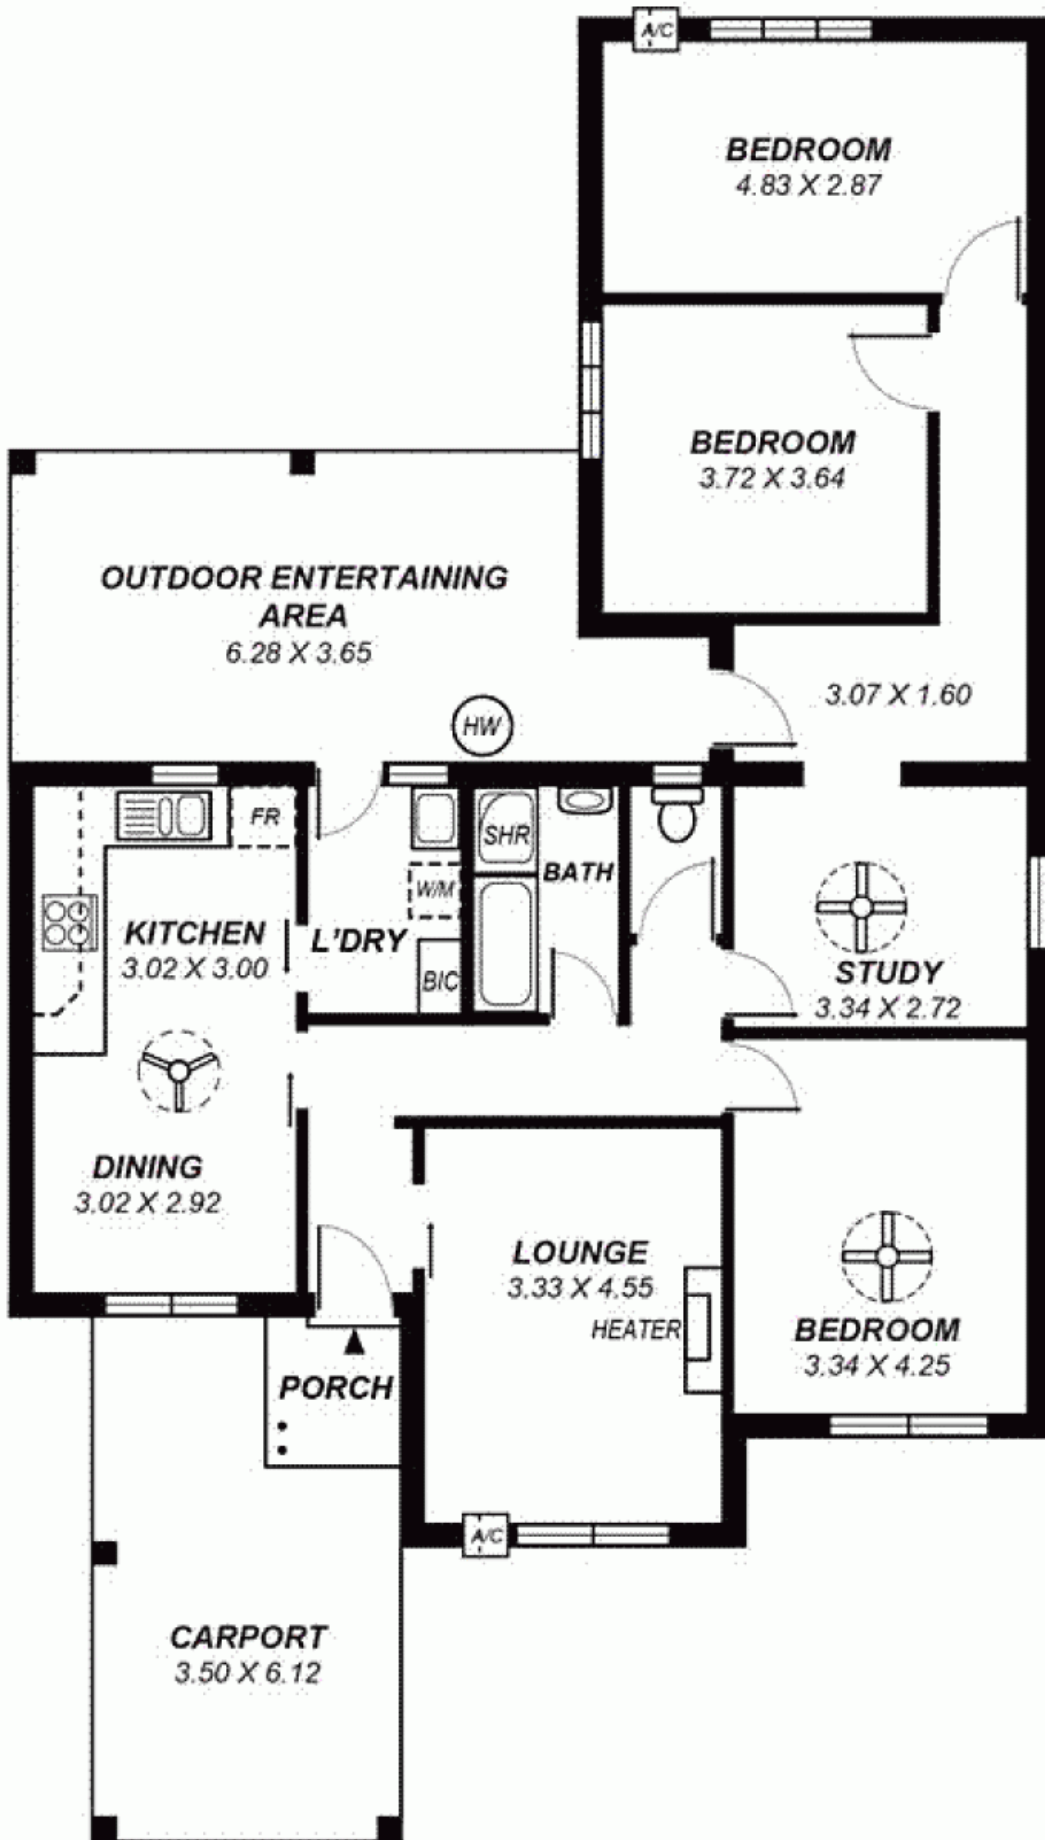 A/C
BEDROOM
4.83 X 2.87
BEDROOM
3.72 X 3.64
OUTDOOR ENTERTAINING
AREA
6.28 X 3.65
HW
3.07 X 1.60
FR
SHR
BATH
W/M
KITCHEN
3.02 X 3.00
L'DRY
BIC
STUDY
3.34 X 2.72
DINING
3.02 X 2.92
LOUNGE
3.33 X 4.55
HEATER
BEDROOM
3.34 X 4.25
PORCH
A/C
CARPORT
3.50 X 6.12